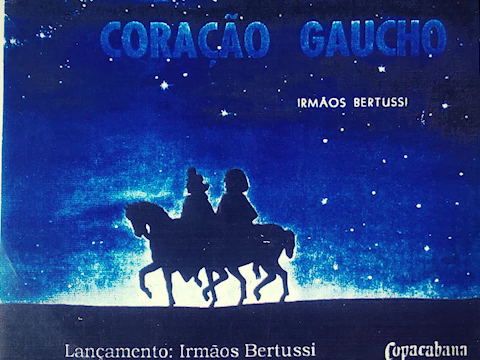 CORAÇÃO GAUCHO
IRMÃOS BERTUSSI
Lançamento: Irmãos Bertussi
Copacabana